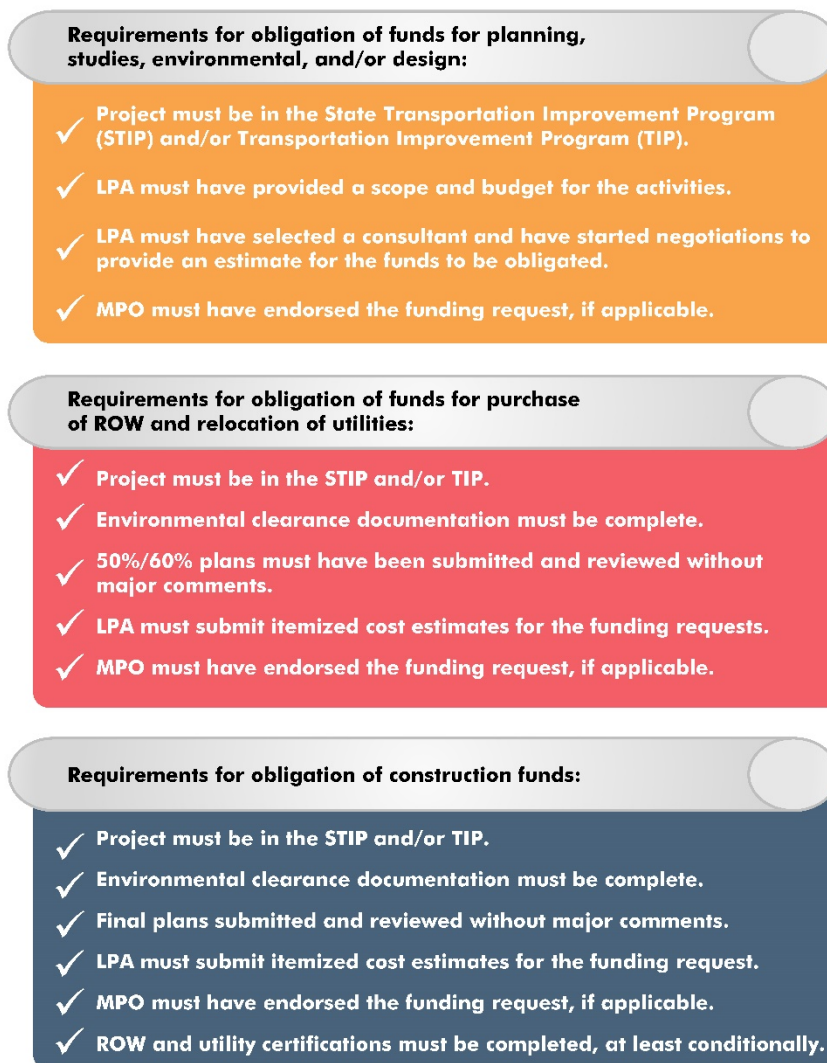 Requirements for obligation of funds for planning,
studies, environmental, and/or design:
Project must be in the State Transportation Improvement Program
(STIP) and/or Transportation Improvement Program (TIP).
LPA must have provided a scope and budget for the activities.
LPA must have selected a consultant and have started negotiations to
provide an estimate for the funds to be obligated.
MPO must have endorsed the funding request, if applicable.
Requirements for obligation of funds for purchase
of ROW and relocation of utilities:
Project must be in the STIP and/or TIP.
Environmental clearance documentation must be complete.
50%/60% plans must have been submitted and reviewed without
major comments.
LPA must submit itemized cost estimates for the funding requests.
MPO must have endorsed the funding request, if applicable.
Requirements for obligation of construction funds:
Project must be in the STIP and/or TIP.
Environmental clearance documentation must be complete.
Final plans submitted and reviewed without major comments.
LPA must submit itemized cost estimates for the funding request.
MPO must have endorsed the funding request, if applicable.
ROW and utility certifications must be completed, at least conditionally.